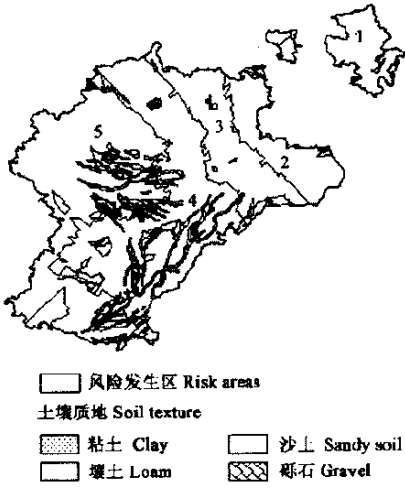 1
3
2
5
4
风险发生区 Risk areas
土壤质地 Soil texture
粘土 Clay
沙土 Sandy soil
壤土 Loam
砾石 Gravel